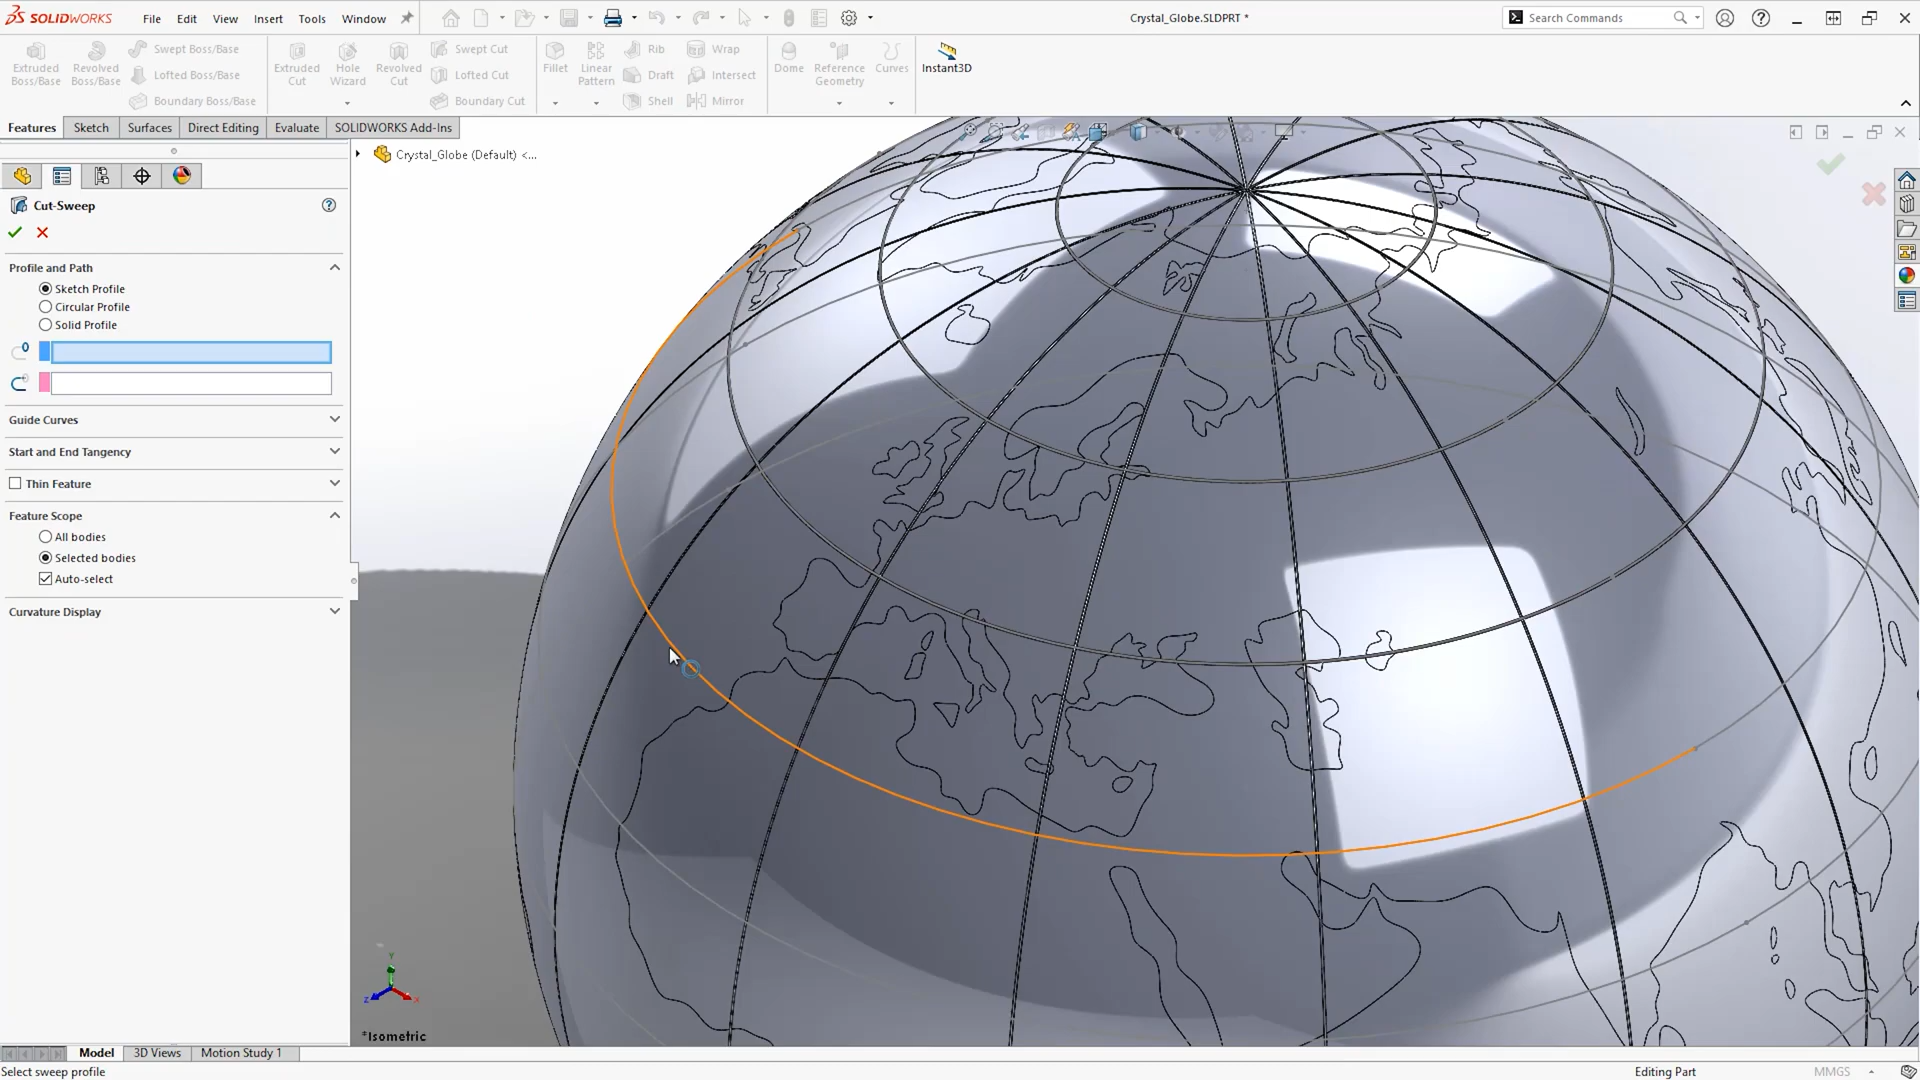 SOLIDWORKS File Edit View Insert Tools Window Crystal_Globe.SLDPRT * Search Commands
Extruded Boss/Base
Revolved Boss/Base
Swept Boss/Base
Lofted Boss/Base
Boundary Boss/Base
Extruded Cut
Hole Wizard
Revolved Cut
Swept Cut
Lofted Cut
Boundary Cut
Fillet
Linear Pattern
Rib
Draft
Shell
Wrap
Intersect
Mirror
Dome
Reference Geometry
Curves
Instant3D
Features Sketch Surfaces Direct Editing Evaluate SOLIDWORKS Add-Ins
Crystal_Globe (Default) <...
Cut-Sweep
Profile and Path
Sketch Profile
Circular Profile
Solid Profile
Guide Curves
Start and End Tangency
Thin Feature
Feature Scope
All bodies
Selected bodies
Auto-select
Curvature Display
Y
Z X
*Isometric
Model 3D Views Motion Study 1
Select sweep profile Editing Part MMGS